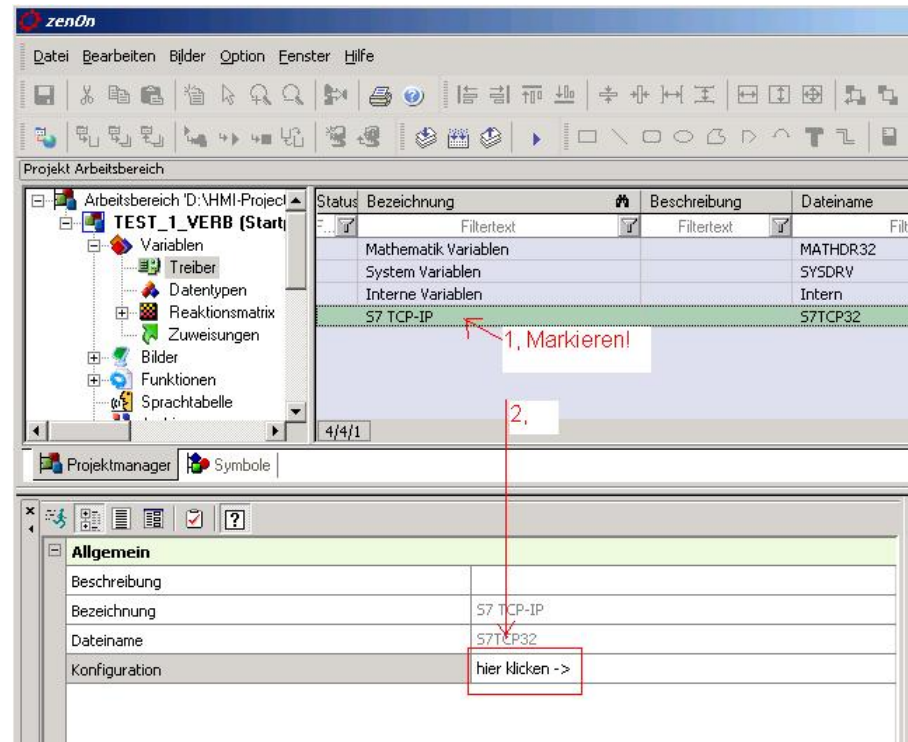 zenOn
Datei Bearbeiten Bilder Option Fenster Hilfe
Projekt Arbeitsbereich
Arbeitsbereich 'D:\HMI-Project
TEST_1_VERB (Start
Variablen
Treiber
Datentypen
Reaktionsmatrix
Zuweisungen
Bilder
Funktionen
Sprachtabelle
Status Bezeichnung Beschreibung Dateiname
F... Filtertext Filtertext Filt
Mathematik Variablen MATHDR32
System Variablen SYSDRV
Interne Variablen Intern
S7 TCP-IP S7TCP32
1, Markieren!
2,
4/4/1
Projektmanager Symbole
Allgemein
Beschreibung
Bezeichnung S7 TCP-IP
Dateiname S7TCP32
Konfiguration hier klicken ->